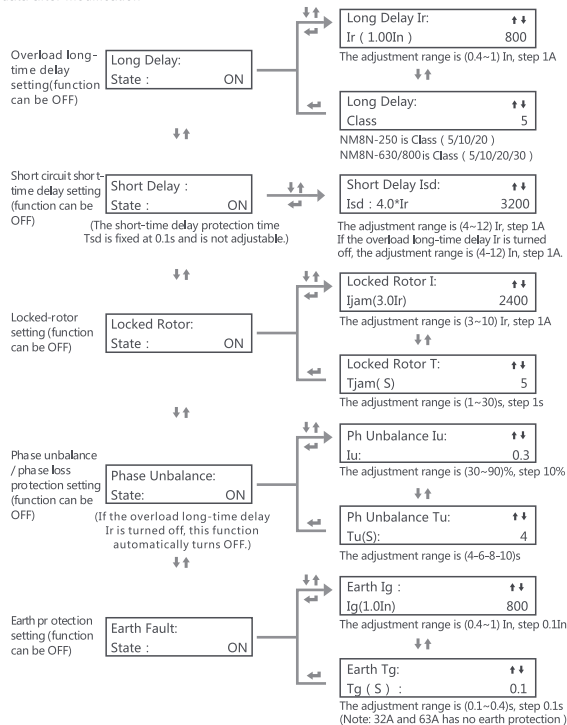 Overload long-
time delay
setting(function
can be OFF)
Long Delay:
State : ON
Long Delay Ir:
Ir ( 1.00In ) 800
The adjustment range is (0.4~1) In, step 1A
Long Delay:
Class 5
NM8N-250 is Class ( 5/10/20 )
NM8N-630/800 is Class ( 5/10/20/30 )
Short circuit short-
time delay setting
(function can be
OFF)
Short Delay :
State : ON
(The short-time delay protection time
Tsd is fixed at 0.1s and is not adjustable.)
Short Delay Isd:
Isd : 4.0*Ir 3200
The adjustment range is (4~12) Ir, step 1A
If the overload long-time delay Ir is turned
off, the adjustment range is (4-12) In, step 1A.
Locked-rotor
setting (function
can be OFF)
Locked Rotor:
State : ON
Locked Rotor I:
Ijam(3.0Ir) 2400
The adjustment range is (3~10) Ir, step 1A
Locked Rotor T:
Tjam( S) 5
The adjustment range is (1~30)s, step 1s
Phase unbalance
/ phase loss
protection setting
(function can be
OFF)
Phase Unbalance:
State: ON
(If the overload long-time delay
Ir is turned off, this function
automatically turns OFF.)
Ph Unbalance Iu:
Iu: 0.3
The adjustment range is (30~90)%, step 10%
Ph Unbalance Tu:
Tu(S): 4
The adjustment range is (4-6-8-10)s
Earth pr otection
setting (function
can be OFF)
Earth Fault:
State : ON
Earth Ig :
Ig(1.0In) 800
The adjustment range is (0.4~1) In, step 0.1In
Earth Tg:
Tg ( S ) : 0.1
The adjustment range is (0.1~0.4)s, step 0.1s
(Note: 32A and 63A has no earth protection )